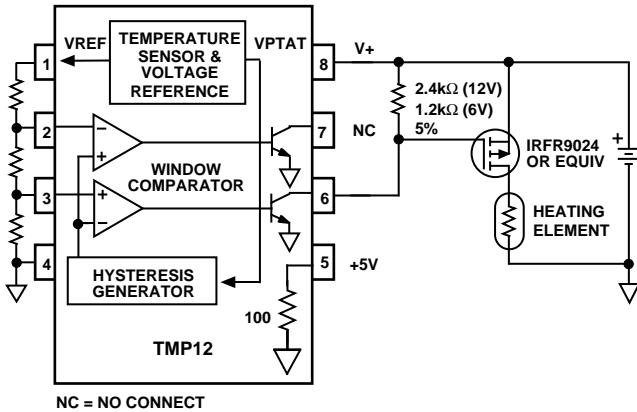 VREF
TEMPERATURE
SENSOR &
VOLTAGE
REFERENCE
VPTAT
1
8
V+
2.4kΩ (12V)
1.2kΩ (6V)
5%
2
7
NC
IRFR9024
OR EQUIV
WINDOW
COMPARATOR
3
6
HEATING
ELEMENT
4
5
+5V
HYSTERESIS
GENERATOR
100
TMP12
NC = NO CONNECT